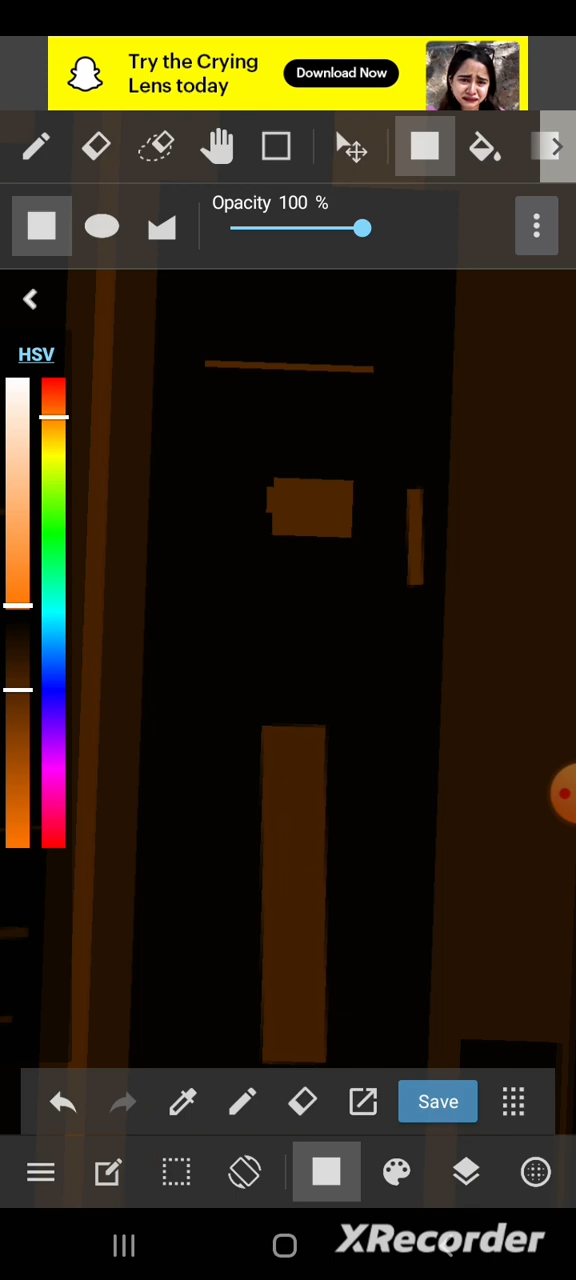 Try the Crying
Lens today
Download Now
Opacity 100 %
HSV
Save
XRecorder